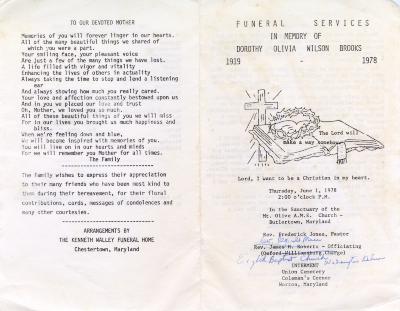 TO OUR DEVOTED MOTHER
Memories of you will forever linger in our hearts.
All of the many beautiful things we shared of
which you were a part.
Your smiling face, your pleasant voice
Are just a few of the many things we have lost.
A life filled with vigor and vitality
Enhancing the lives of others in actuality
Always taking the time to stop and lend a listening
ear
And always showing how much you really cared.
Your love and affection constantly bestowed upon us
And in you we placed our love and trust
Oh, Mother, we loved you so much.
All of these beautiful things of you we will miss
For in our lives you brought us much happiness and
bliss.
When we're feeling down and blue,
We will become inspired with memories of you.
You will live on in our hearts and minds
For we will remember you Mother for all times.
The Family
The family wishes to express their appreciation
to their many friends who have been most kind to
them during their bereavement, for their floral
contributions, cards, messages of condolences and
many other courtesies.
ARRANGEMENTS BY
THE KENNETH WALLEY FUNERAL HOME
Chestertown, Maryland
FUNERAL SERVICES
IN MEMORY OF
DOROTHY OLIVIA WILSON BROOKS
1919 - 1978
The Lord will
make a way somehow
Lord, I want to be a Christian in my heart.
Thursday, June 1, 1978
2:00 o'clock P.M.
In the Sanctuary of the
Mt. Olive A.M.E. Church -
Butlertown, Maryland
Rev. Frederick Jones, Pastor
Rev.
Rev. James M. Roberts - Officiating
(Oxford-Williamsburg Charge)
Baptist Church
INTERMENT
Union Cemetery
Coleman's Corner
Worton, Maryland